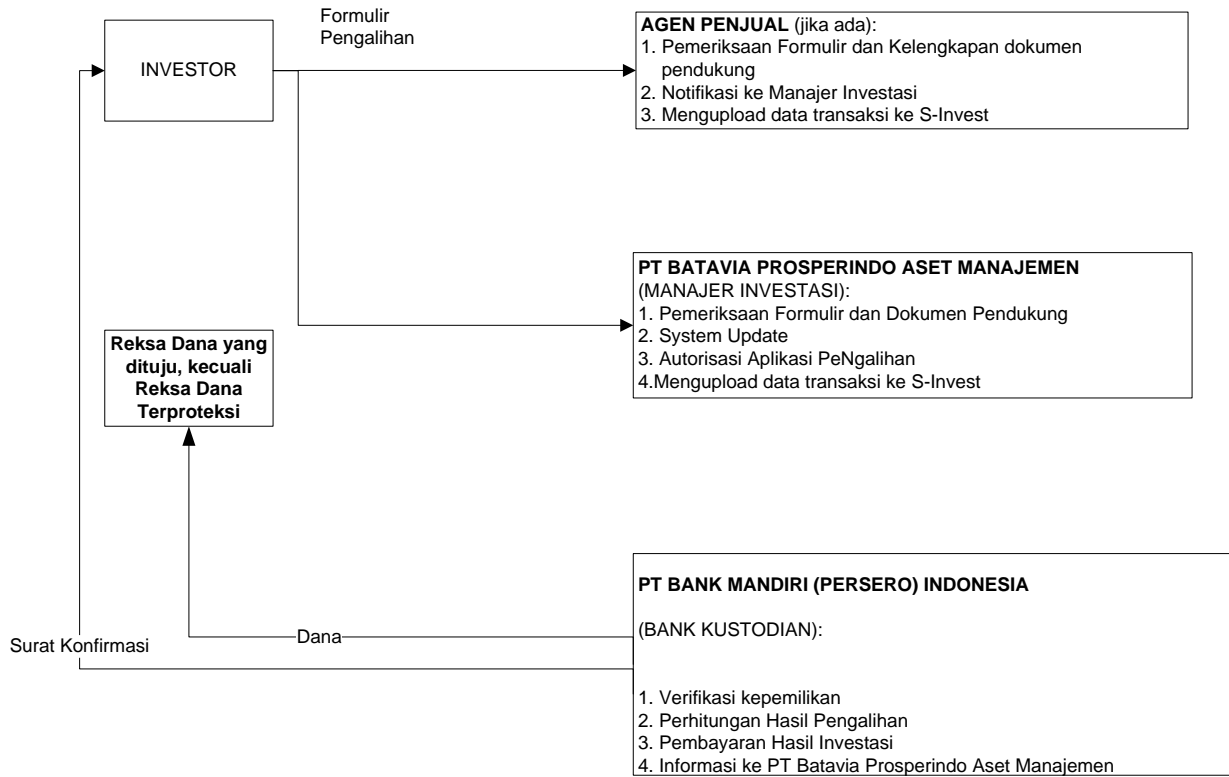 Formulir
Pengalihan
INVESTOR
AGEN PENJUAL (jika ada):
1. Pemeriksaan Formulir dan Kelengkapan dokumen
pendukung
2. Notifikasi ke Manajer Investasi
3. Mengupload data transaksi ke S-Invest
PT BATAVIA PROSPERINDO ASET MANAJEMEN
(MANAJER INVESTASI):
1. Pemeriksaan Formulir dan Dokumen Pendukung
2. System Update
3. Autorisasi Aplikasi PeNgalihan
4.Mengupload data transaksi ke S-Invest
Reksa Dana yang
dituju, kecuali
Reksa Dana
Terproteksi
PT BANK MANDIRI (PERSERO) INDONESIA
(BANK KUSTODIAN):
1. Verifikasi kepemilikan
2. Perhitungan Hasil Pengalihan
3. Pembayaran Hasil Investasi
4. Informasi ke PT Batavia Prosperindo Aset Manajemen
Dana
Surat Konfirmasi